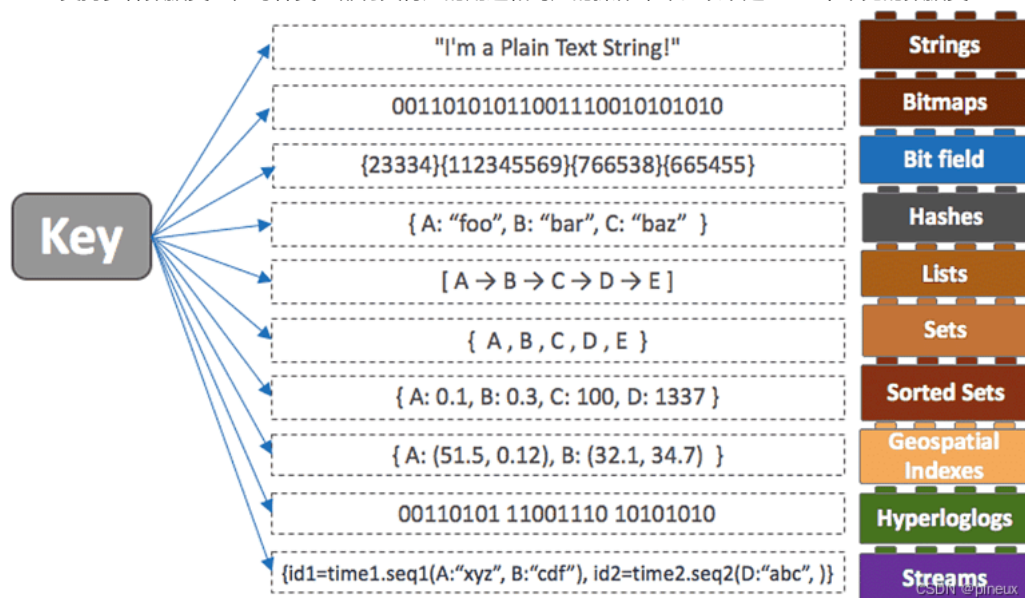 Key
"I'm a Plain Text String!"
Strings
00110101011001110010101010
Bitmaps
{23334}{112345569}{766538}{665455}
Bit field
{ A: “foo”, B: “bar”, C: “baz” }
Hashes
[ A → B → C → D → E ]
Lists
{ A , B , C , D , E }
Sets
{ A: 0.1, B: 0.3, C: 100, D: 1337 }
Sorted Sets
{ A: (51.5, 0.12), B: (32.1, 34.7) }
Geospatial
Indexes
00110101 11001110 10101010
Hyperloglogs
{id1=time1.seq1(A:“xyz”, B:“cdf”), id2=time2.seq2(D:“abc”, )}
Streams
CSDN @pineux